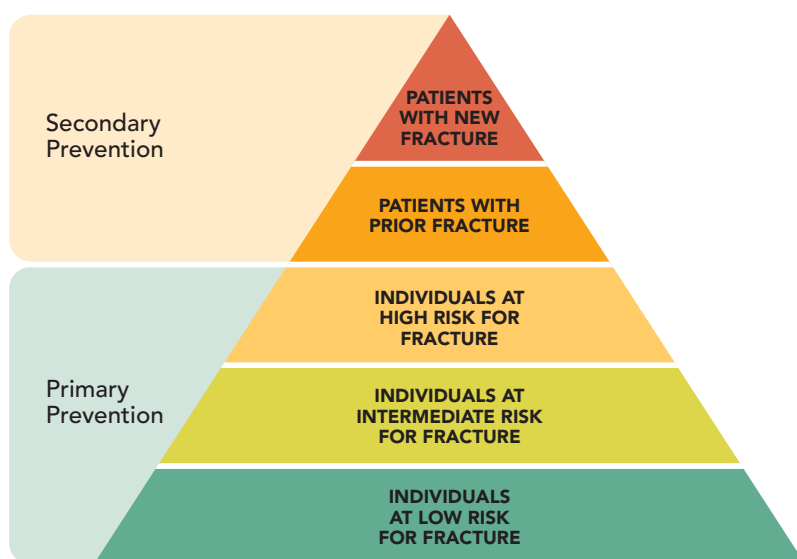 Secondary
Prevention
PATIENTS
WITH NEW
FRACTURE
PATIENTS WITH
PRIOR FRACTURE
Primary
Prevention
INDIVIDUALS AT
HIGH RISK FOR
FRACTURE
INDIVIDUALS AT
INTERMEDIATE RISK
FOR FRACTURE
INDIVIDUALS
AT LOW RISK
FOR FRACTURE